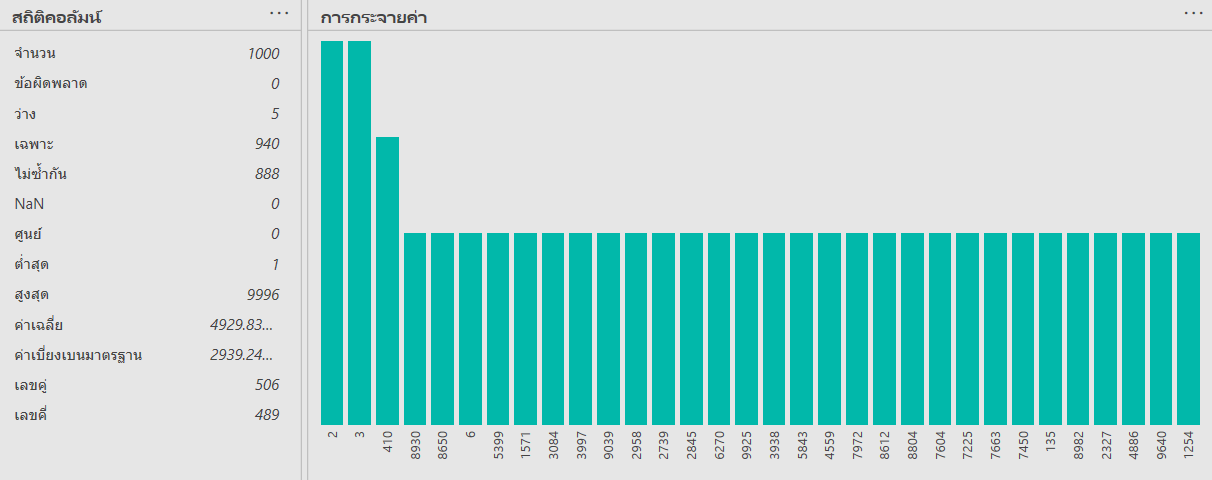 สถิติคอลัมน์ ...
จำนวน 1000
ข้อผิดพลาด 0
ว่าง 5
เฉพาะ 940
ไม่ซ้ำกัน 888
NaN 0
ศูนย์ 0
ต่ำสุด 1
สูงสุด 9996
ค่าเฉลี่ย 4929.83...
ค่าเบี่ยงเบนมาตรฐาน 2939.24...
เลขคู่ 506
เลขคี่ 489
การกระจายค่า ...
2 3 410 8930 8650 6 5399 1571 3084 3997 9039 2958 2739 2845 6270 9925 3938 5843 4559 7972 8612 8804 7604 7225 7663 7450 135 8982 2327 4886 9640 1254